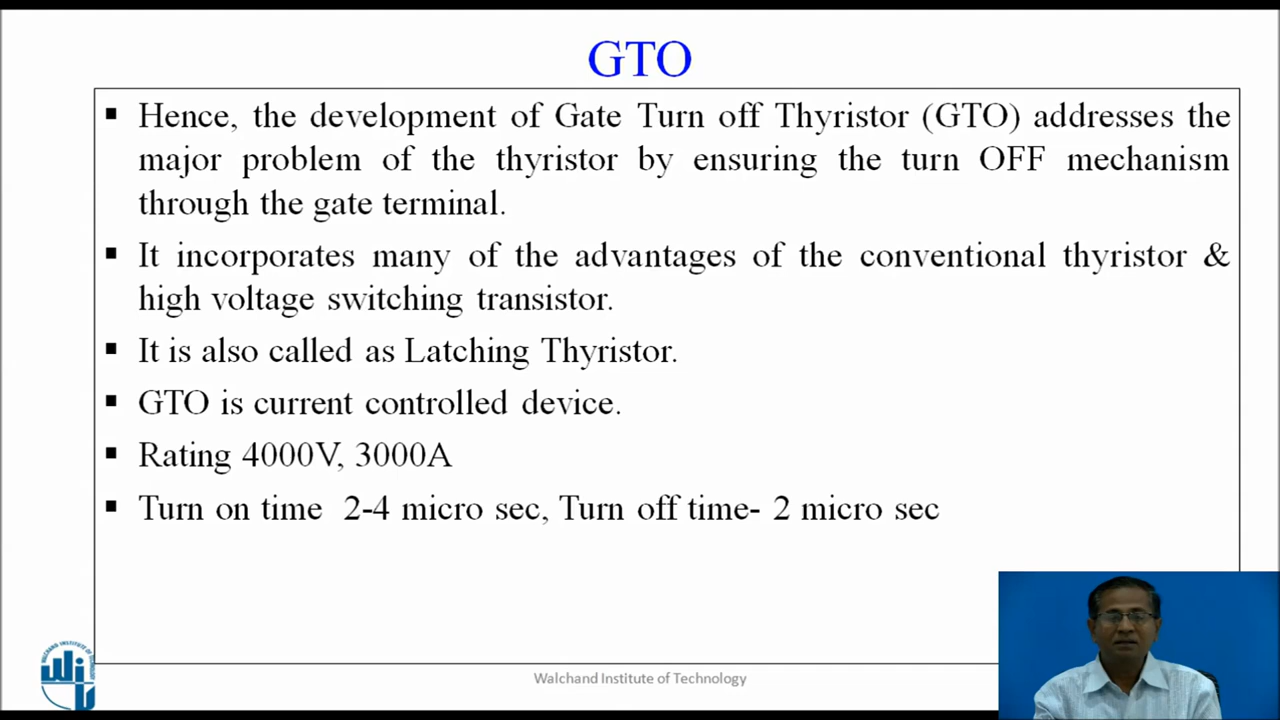 GTO
Hence, the development of Gate Turn off Thyristor (GTO) addresses the
major problem of the thyristor by ensuring the turn OFF mechanism
through the gate terminal.
It incorporates many of the advantages of the conventional thyristor &
high voltage switching transistor.
It is also called as Latching Thyristor.
GTO is current controlled device.
Rating 4000V, 3000A
Turn on time 2-4 micro sec, Turn off time- 2 micro sec
Walchand Institute of Technology